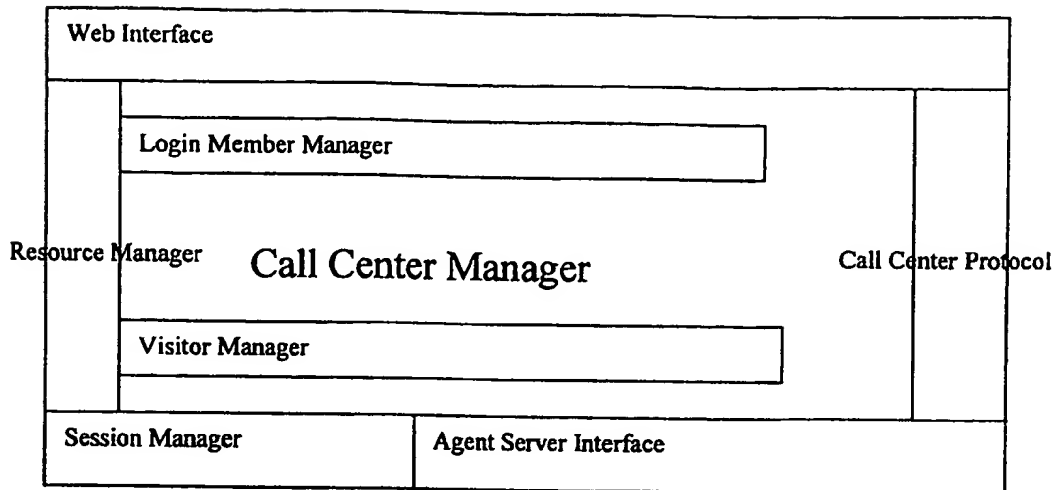 Web Interface
Login Member Manager
Resource Manager
Call Center Manager
Call Center Protocol
Visitor Manager
Session Manager
Agent Server Interface